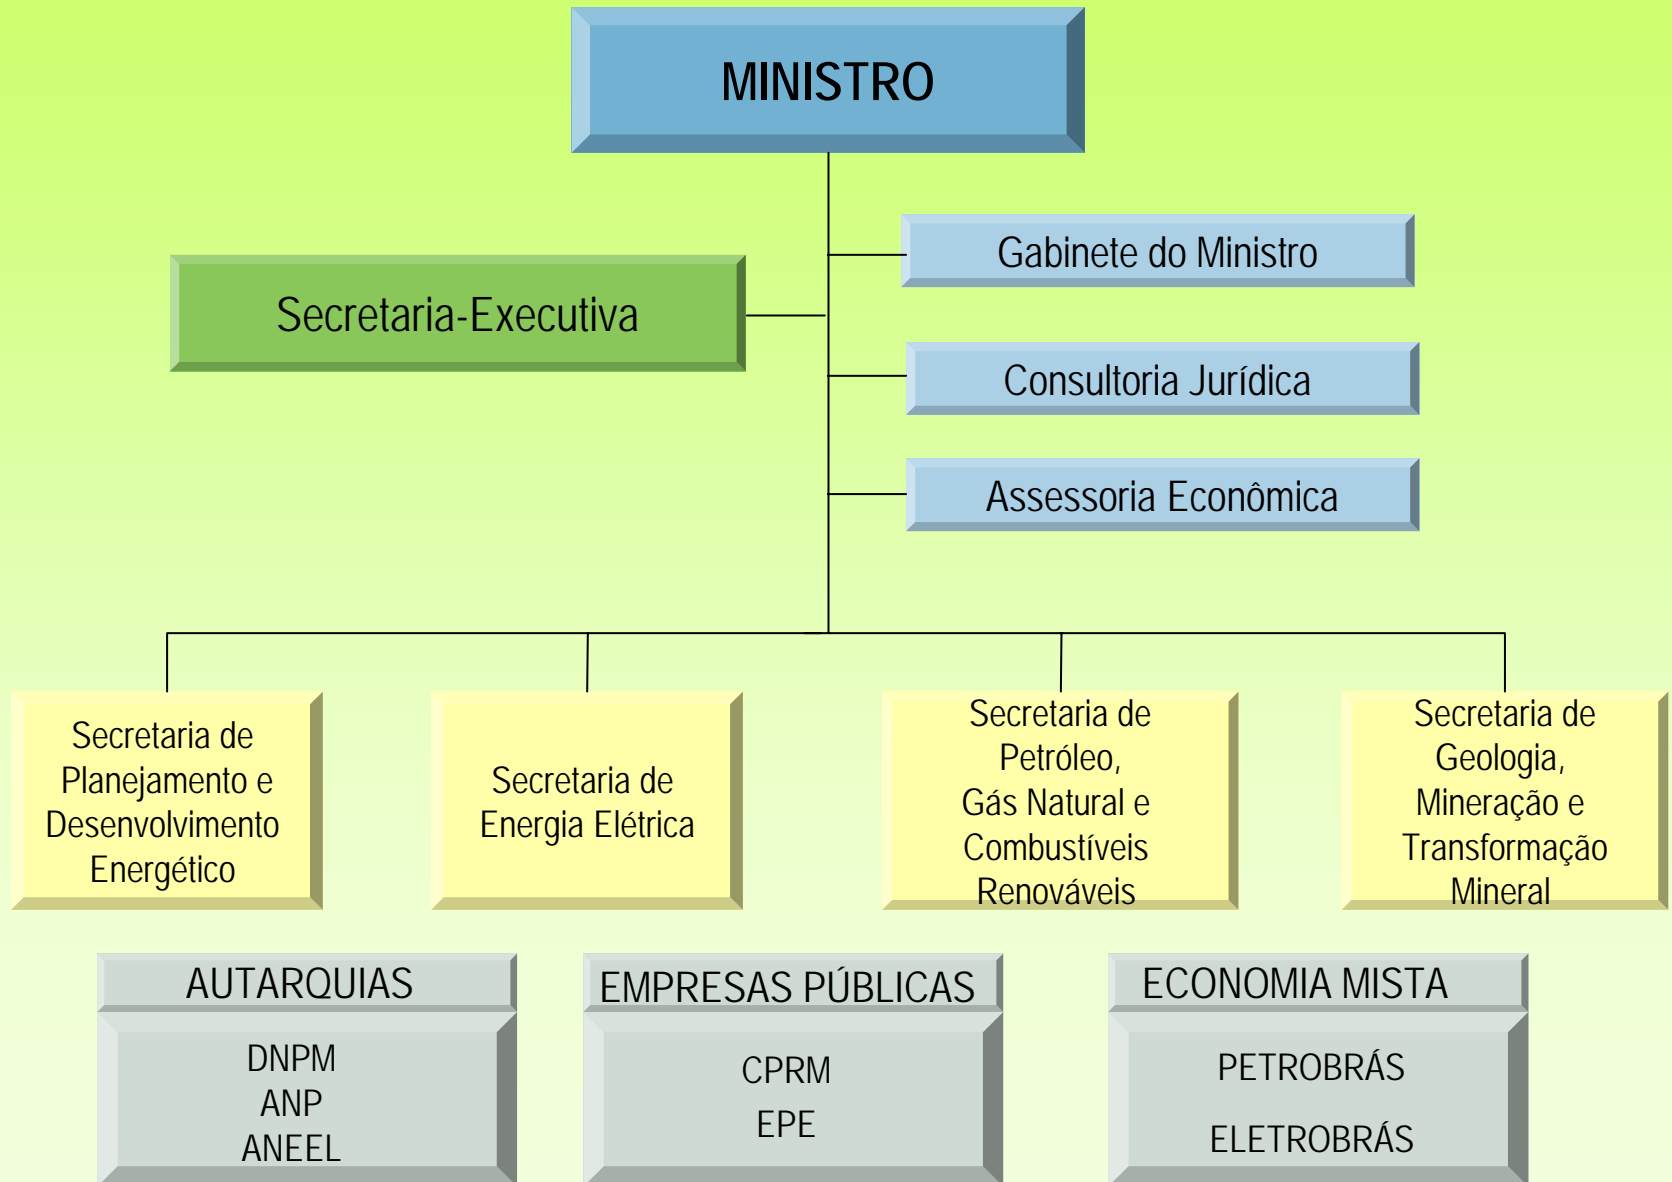 MINISTRO
Gabinete do Ministro
Secretaria-Executiva
Consultoria Jurídica
Assessoria Econômica
Secretaria de
Planejamento e
Desenvolvimento
Energético
Secretaria de
Energia Elétrica
Secretaria de
Petróleo,
Gás Natural e
Combustíveis
Renováveis
Secretaria de
Geologia,
Mineração e
Transformação
Mineral
AUTARQUIAS
DNPM
ANP
ANEEL
EMPRESAS PÚBLICAS
CPRM
EPE
ECONOMIA MISTA
PETROBRÁS
ELETROBRÁS